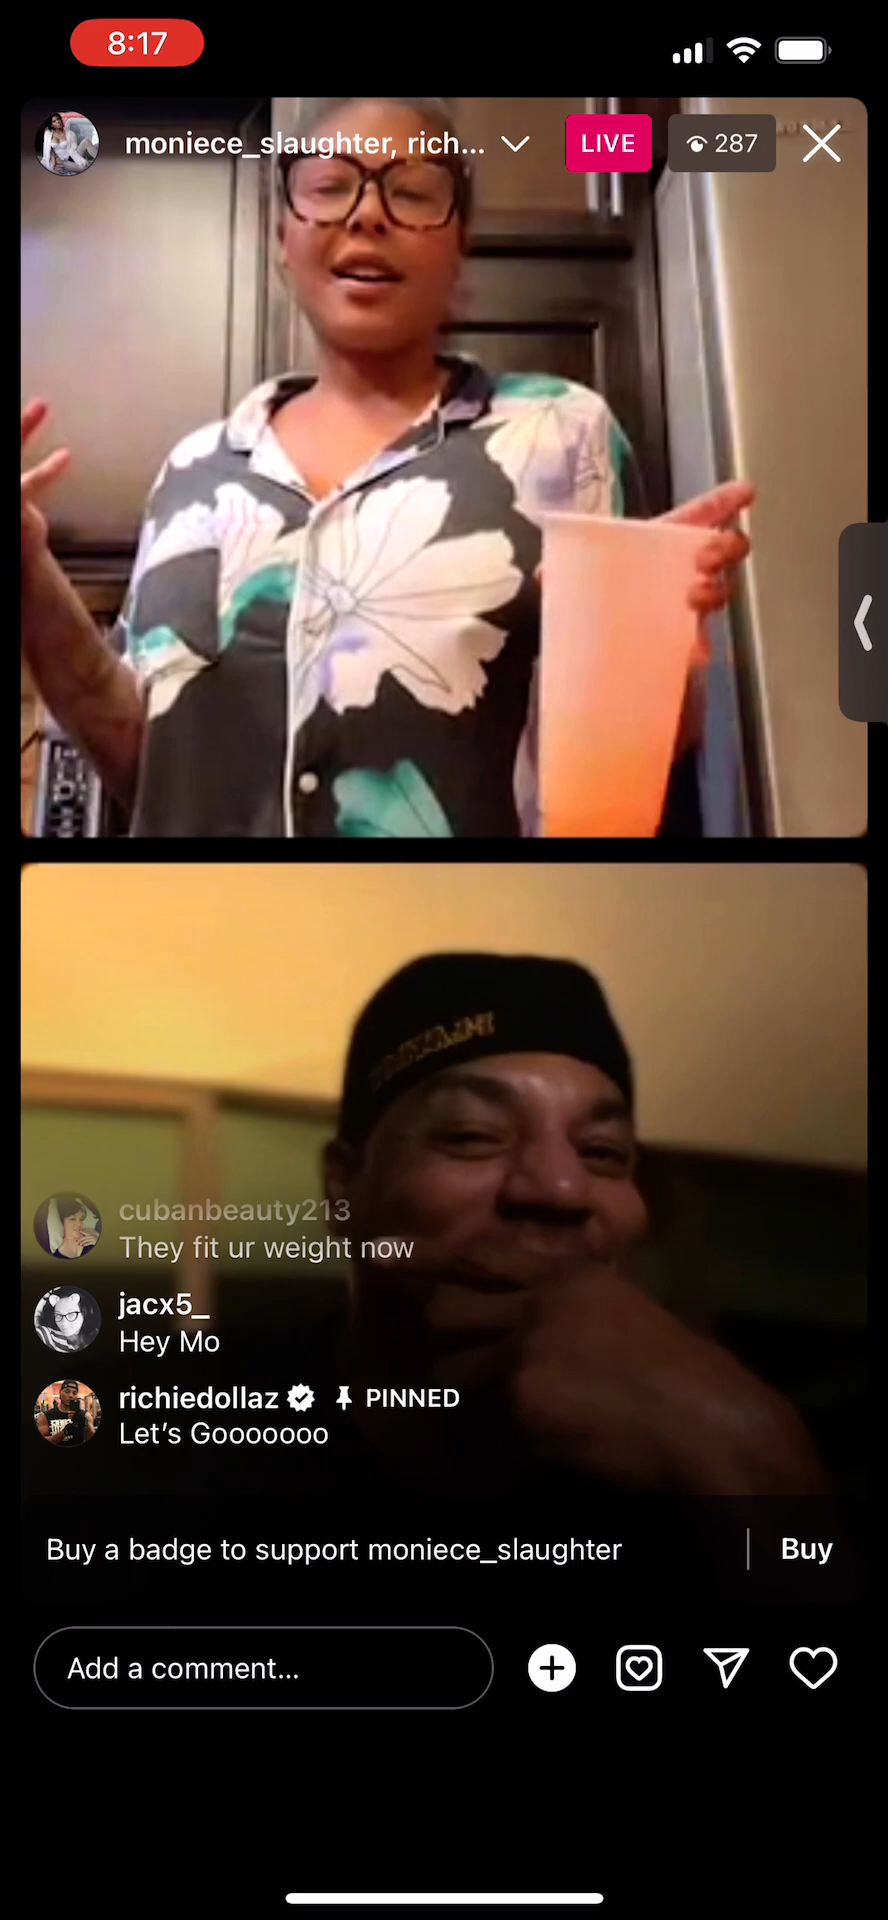 8:17
moniece_slaughter, rich...
LIVE
287
cubanbeauty213
They fit ur weight now
jacx5_
Hey Mo
richiedollaz PINNED
Let's Gooooooo
Buy a badge to support moniece_slaughter
Buy
Add a comment...